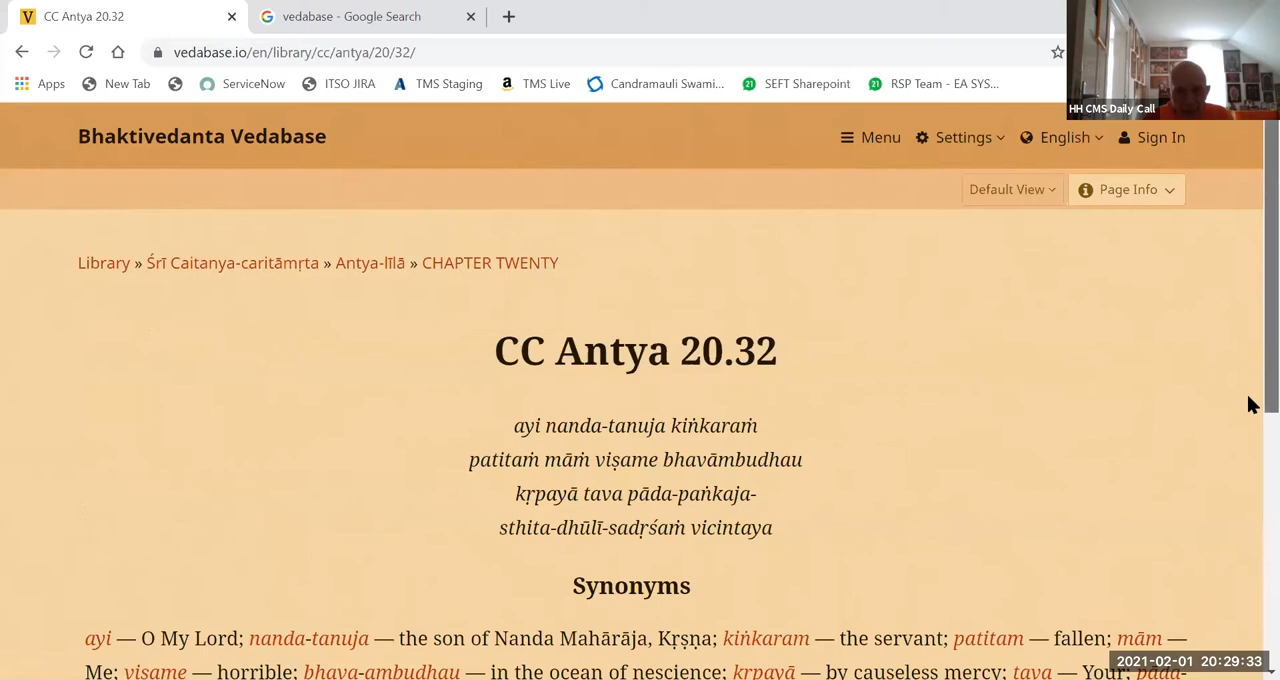 CC Antya 20.32
vedabase - Google Search
vedabase.io/en/library/cc/antya/20/32/
Apps New Tab ServiceNow ITSO JIRA TMS Staging TMS Live Candramauli Swami... SEFT Sharepoint RSP Team - EA SYS...
HH CMS Daily Call
Bhaktivedanta Vedabase
Menu Settings English Sign In
Default View Page Info
Library » Śrī Caitanya-caritāmṛta » Antya-līlā » CHAPTER TWENTY
CC Antya 20.32
ayi nanda-tanuja kiṅkaraṁ
patitaṁ māṁ viṣame bhavāmbudhau
kṛpayā tava pāda-paṅkaja-
sthita-dhūlī-sadṛśaṁ vicintaya
Synonyms
ayi — O My Lord; nanda-tanuja — the son of Nanda Mahārāja, Kṛṣṇa; kiṅkaram — the servant; patitam — fallen; mām —
Me; viṣame — horrible; bhava-ambudhau — in the ocean of nescience; kṛpayā — by causeless mercy; tava — Your; pāda-
2021-02-01 20:29:33